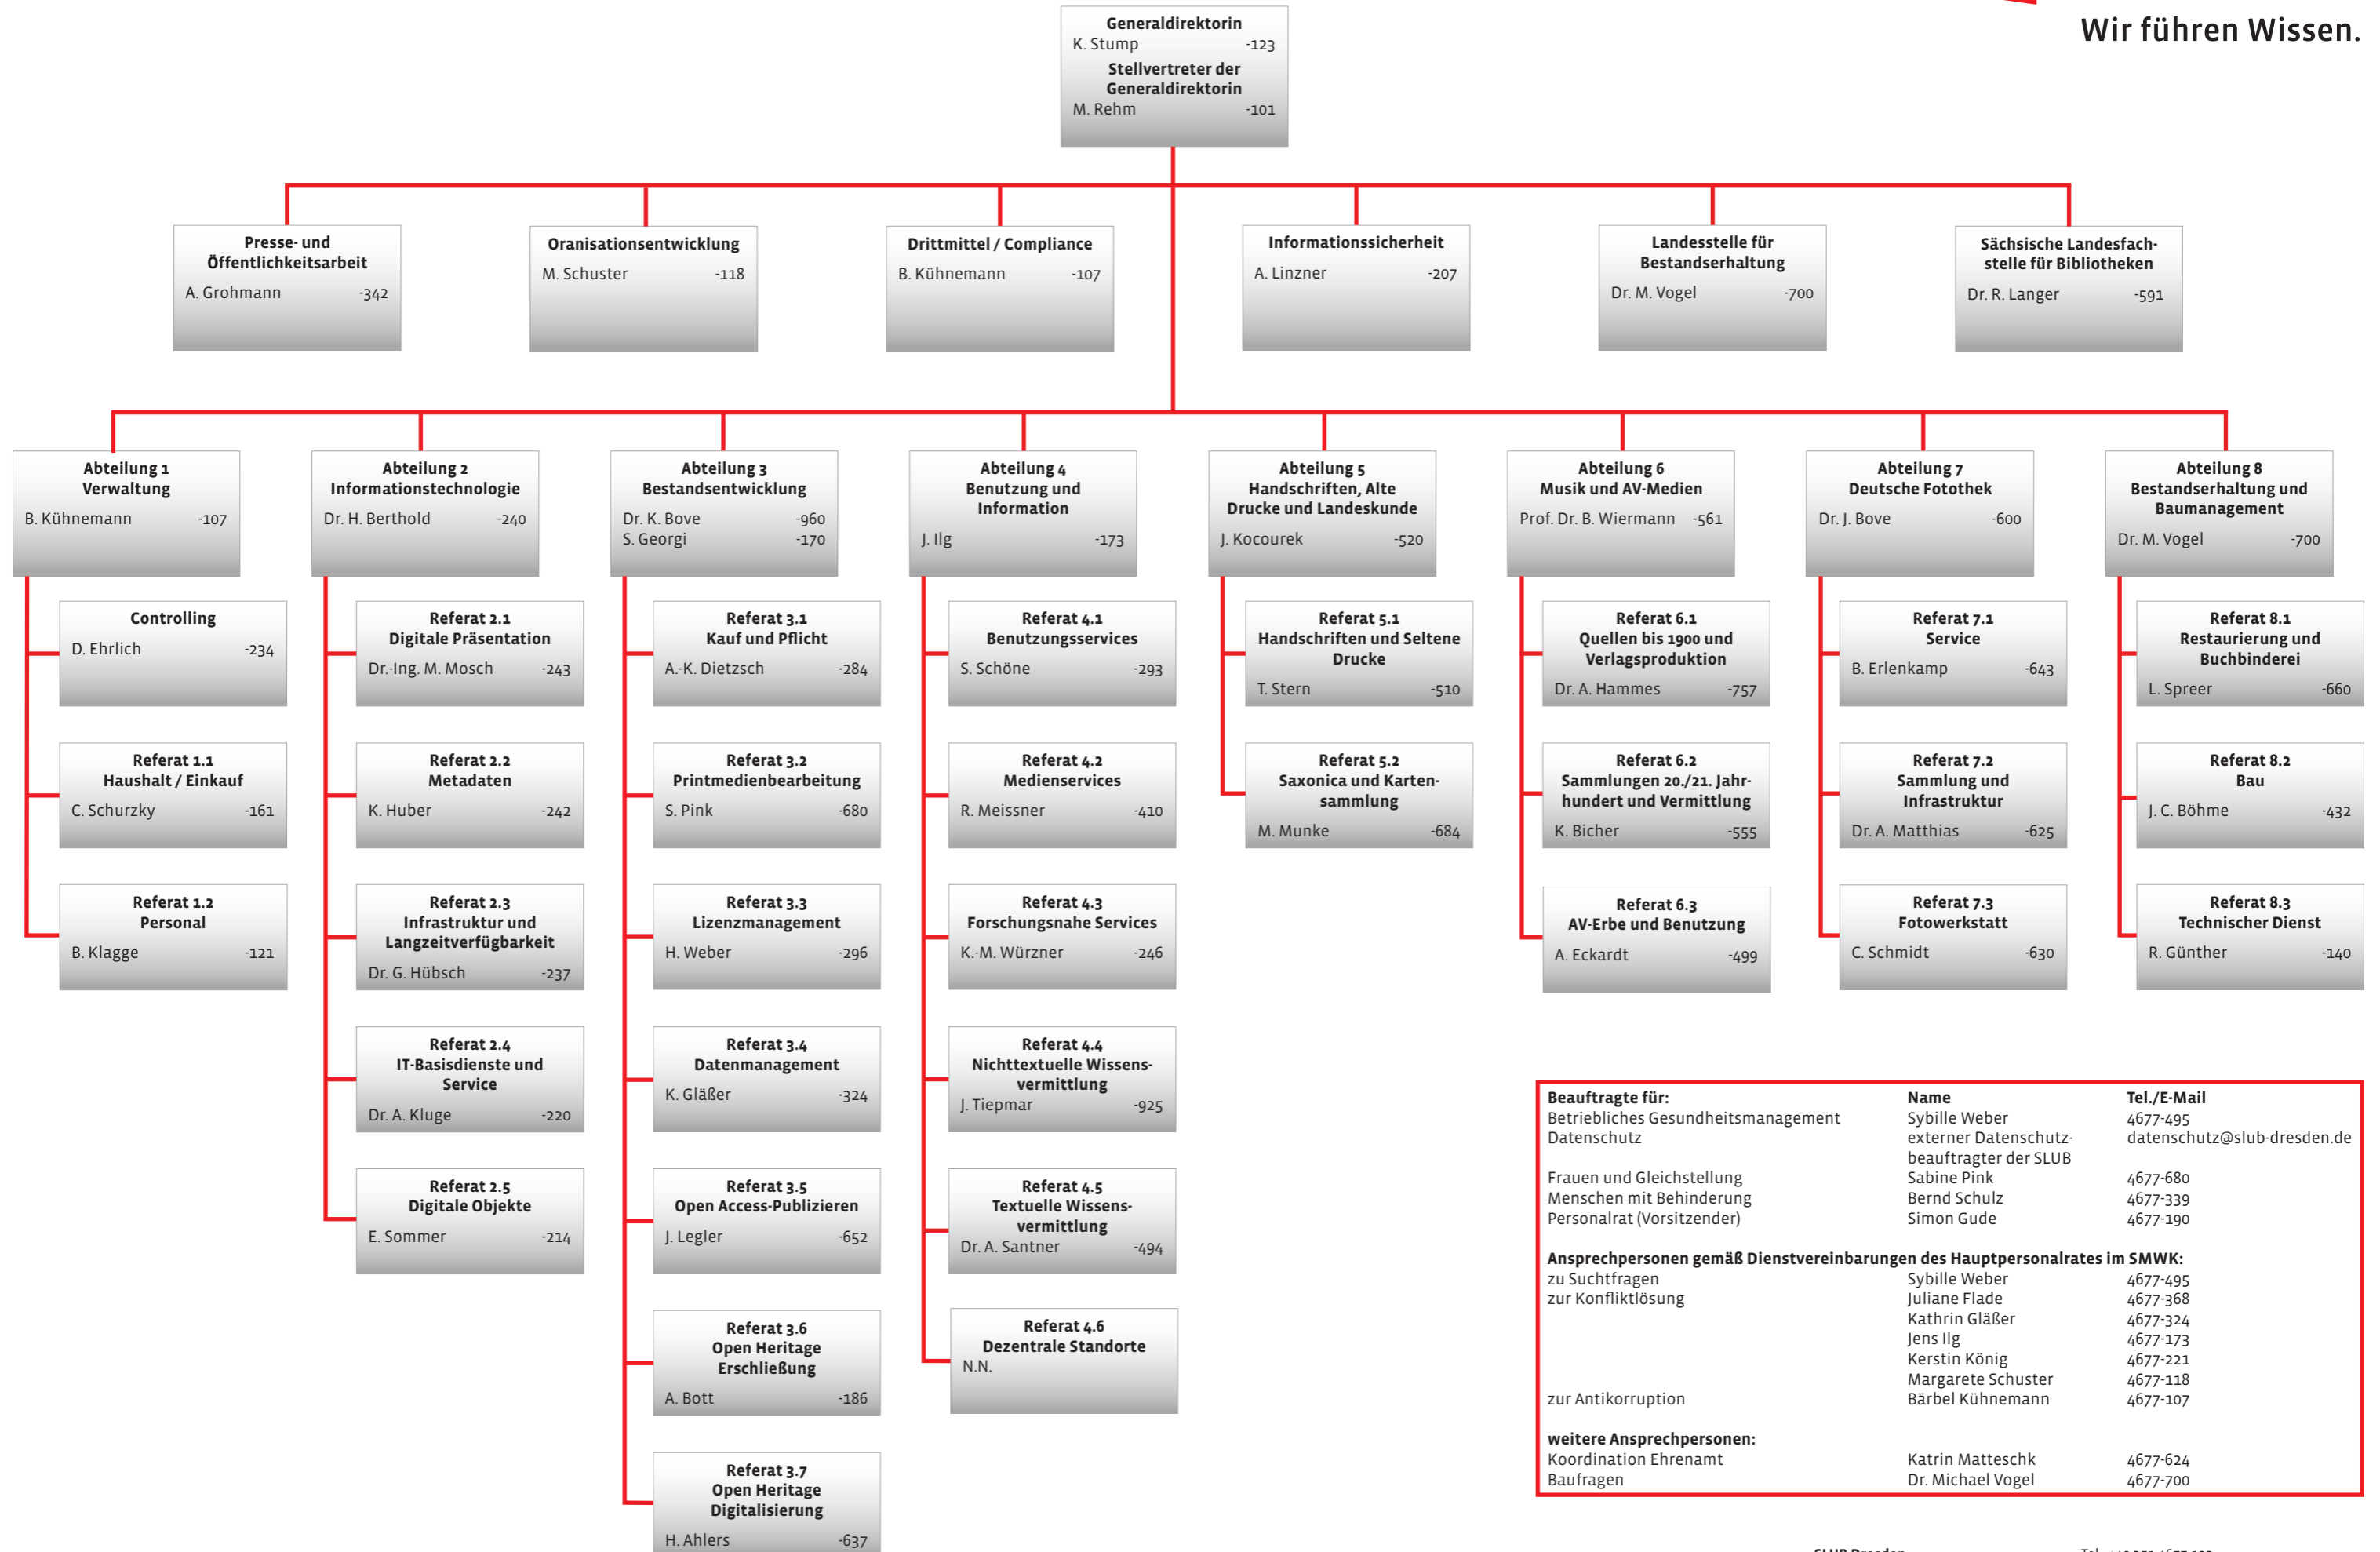 Wir führen Wissen.
Generaldirektorin
K. Stump -123
Stellvertreter der
Generaldirektorin
M. Rehm -101
Presse- und
Öffentlichkeitsarbeit
A. Grohmann -342
Oranisationsentwicklung
M. Schuster -118
Drittmittel / Compliance
B. Kühnemann -107
Informationssicherheit
A. Linzner -207
Landesstelle für
Bestandserhaltung
Dr. M. Vogel -700
Sächsische Landesfach-
stelle für Bibliotheken
Dr. R. Langer -591
Abteilung 1
Verwaltung
B. Kühnemann -107
Controlling
D. Ehrlich -234
Referat 1.1
Haushalt / Einkauf
C. Schurzky -161
Referat 1.2
Personal
B. Klagge -121
Abteilung 2
Informationstechnologie
Dr. H. Berthold -240
Referat 2.1
Digitale Präsentation
Dr.-Ing. M. Mosch -243
Referat 2.2
Metadaten
K. Huber -242
Referat 2.3
Infrastruktur und
Langzeitverfügbarkeit
Dr. G. Hübsch -237
Referat 2.4
IT-Basisdienste und
Service
Dr. A. Kluge -220
Referat 2.5
Digitale Objekte
E. Sommer -214
Abteilung 3
Bestandsentwicklung
Dr. K. Bove -960
S. Georgi -170
Referat 3.1
Kauf und Pflicht
A.-K. Dietzsch -284
Referat 3.2
Printmedienbearbeitung
S. Pink -680
Referat 3.3
Lizenzmanagement
H. Weber -296
Referat 3.4
Datenmanagement
K. Gläßer -324
Referat 3.5
Open Access-Publizieren
J. Legler -652
Referat 3.6
Open Heritage
Erschließung
A. Bott -186
Referat 3.7
Open Heritage
Digitalisierung
H. Ahlers -637
Abteilung 4
Benutzung und
Information
J. Ilg -173
Referat 4.1
Benutzungsservices
S. Schöne -293
Referat 4.2
Medienservices
R. Meissner -410
Referat 4.3
Forschungsnahe Services
K.-M. Würzner -246
Referat 4.4
Nichttextuelle Wissens-
vermittlung
J. Tiepmar -925
Referat 4.5
Textuelle Wissens-
vermittlung
Dr. A. Santner -494
Referat 4.6
Dezentrale Standorte
N.N.
Abteilung 5
Handschriften, Alte
Drucke und Landeskunde
J. Kocourek -520
Referat 5.1
Handschriften und Seltene
Drucke
T. Stern -510
Referat 5.2
Saxonica und Karten-
sammlung
M. Munke -684
Abteilung 6
Musik und AV-Medien
Prof. Dr. B. Wiermann -561
Referat 6.1
Quellen bis 1900 und
Verlagsproduktion
Dr. A. Hammes -757
Referat 6.2
Sammlungen 20./21. Jahr-
hundert und Vermittlung
K. Bicher -555
Referat 6.3
AV-Erbe und Benutzung
A. Eckardt -499
Abteilung 7
Deutsche Fotothek
Dr. J. Bove -600
Referat 7.1
Service
B. Erlenkamp -643
Referat 7.2
Sammlung und
Infrastruktur
Dr. A. Matthias -625
Referat 7.3
Fotowerkstatt
C. Schmidt -630
Abteilung 8
Bestandserhaltung und
Baumanagement
Dr. M. Vogel -700
Referat 8.1
Restaurierung und
Buchbinderei
L. Spreer -660
Referat 8.2
Bau
J. C. Böhme -432
Referat 8.3
Technischer Dienst
R. Günther -140
Beauftragte für: Name Tel./E-Mail
Betriebliches Gesundheitsmanagement Sybille Weber 4677-495
Datenschutz externer Datenschutz- datenschutz@slub-dresden.de
beauftragter der SLUB
Frauen und Gleichstellung Sabine Pink 4677-680
Menschen mit Behinderung Bernd Schulz 4677-339
Personalrat (Vorsitzender) Simon Gude 4677-190
Ansprechpersonen gemäß Dienstvereinbarungen des Hauptpersonalrates im SMWK:
zu Suchtfragen Sybille Weber 4677-495
zur Konfliktlösung Juliane Flade 4677-368
Kathrin Gläßer 4677-324
Jens Ilg 4677-173
Kerstin König 4677-221
Margarete Schuster 4677-118
zur Antikorruption Bärbel Kühnemann 4677-107
weitere Ansprechpersonen:
Koordination Ehrenamt Katrin Matteschk 4677-624
Baufragen Dr. Michael Vogel 4677-700
SLUB Dresden